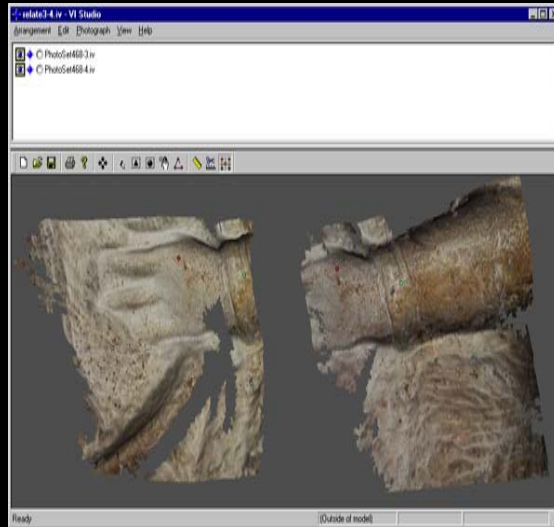 relate3-4.iv - VI Studio
Arrangement Edit Photograph View Help
PhotoSet468-3.iv
PhotoSet468-4.iv
Ready (Outside of model)